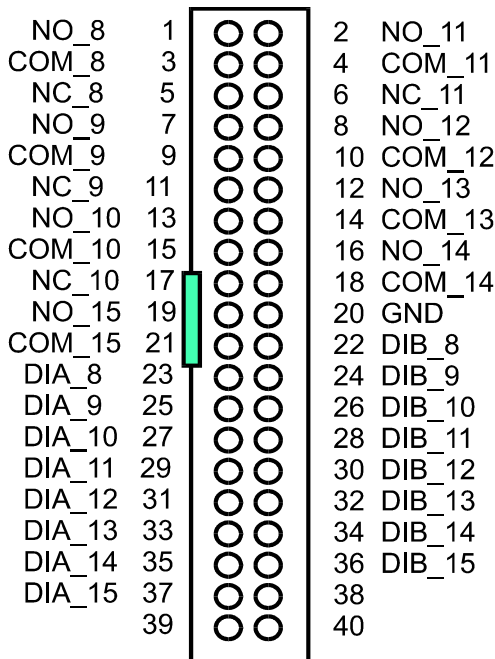 NO_8 1 2 NO_11
COM_8 3 4 COM_11
NC_8 5 6 NC_11
NO_9 7 8 NO_12
COM_9 9 10 COM_12
NC_9 11 12 NO_13
NO_10 13 14 COM_13
COM_10 15 16 NO_14
NC_10 17 18 COM_14
NO_15 19 20 GND
COM_15 21 22 DIB_8
DIA_8 23 24 DIB_9
DIA_9 25 26 DIB_10
DIA_10 27 28 DIB_11
DIA_11 29 30 DIB_12
DIA_12 31 32 DIB_13
DIA_13 33 34 DIB_14
DIA_14 35 36 DIB_15
DIA_15 37 38
39 40